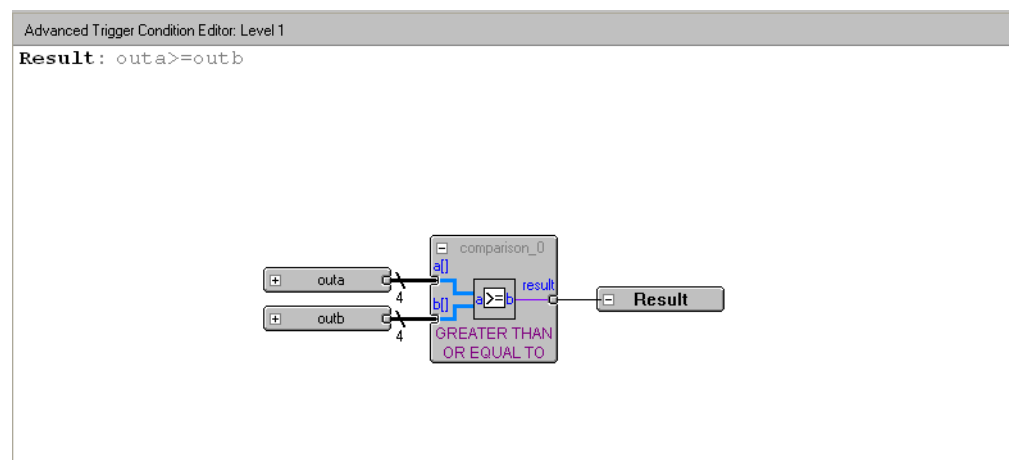 Advanced Trigger Condition Editor: Level 1
Result: outa>=outb
comparison_0
a[]
outa
4
result
b[]
a>=b
Result
outb
4
GREATER THAN
OR EQUAL TO